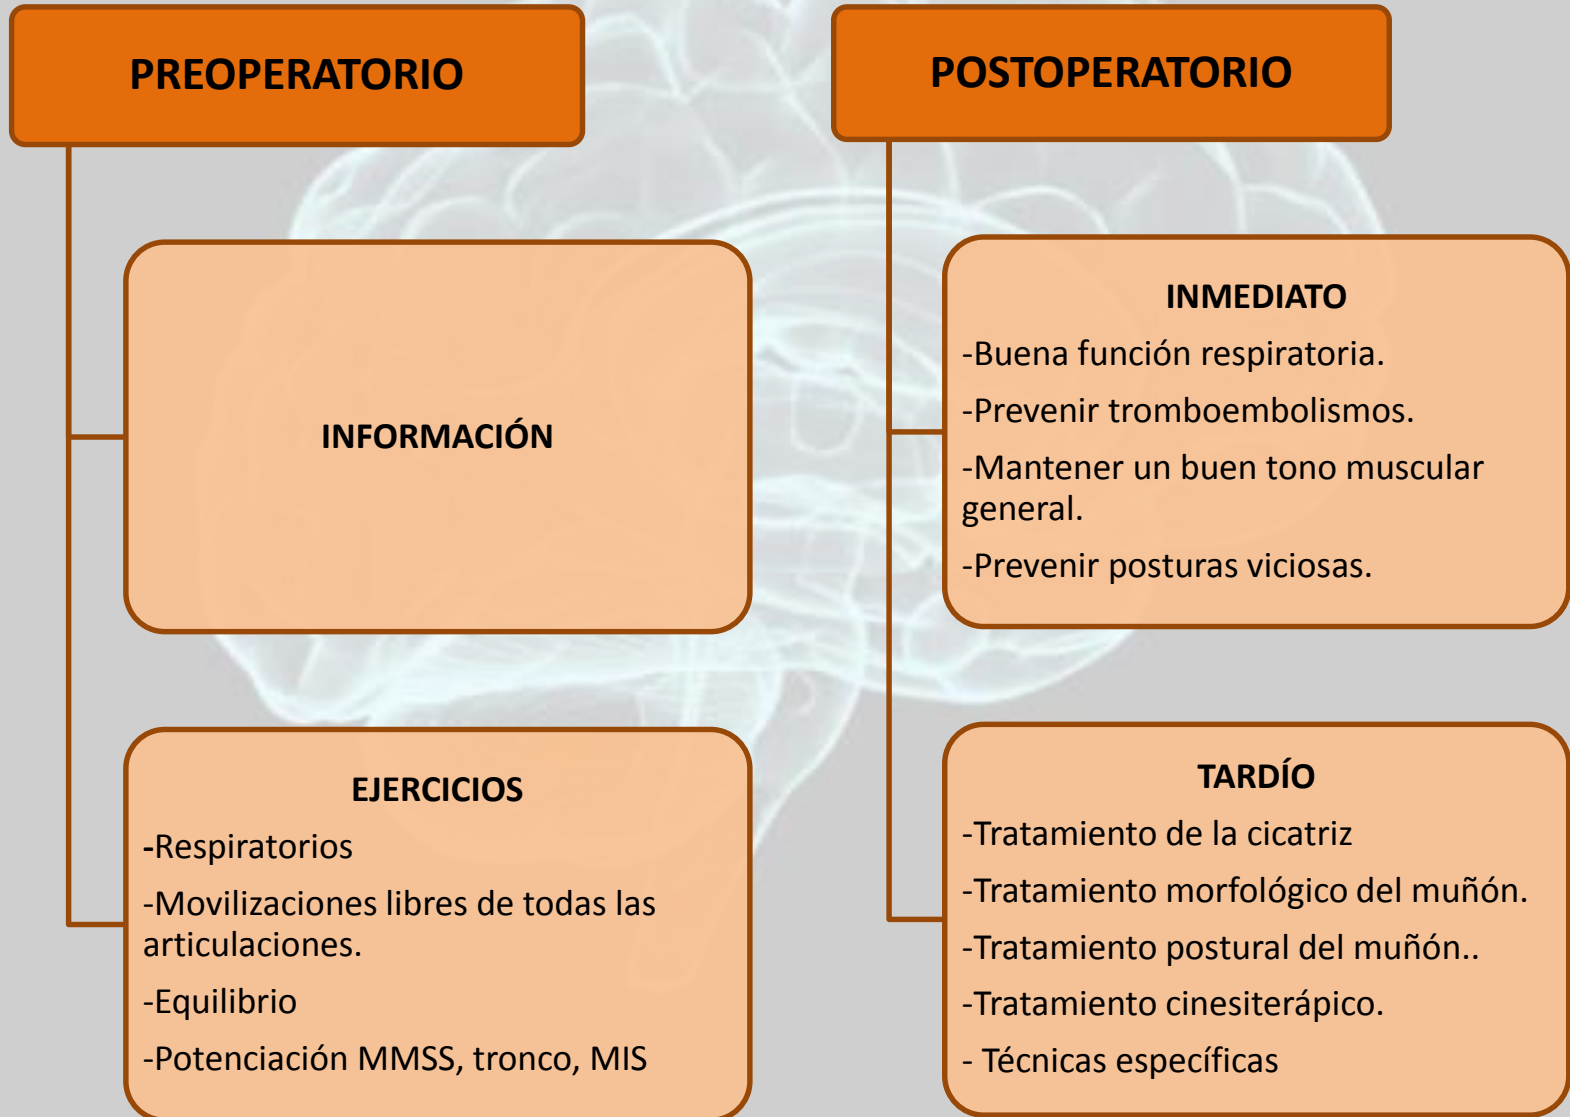 PREOPERATORIO
INFORMACIÓN
EJERCICIOS
-Respiratorios
-Movilizaciones libres de todas las
articulaciones.
-Equilibrio
-Potenciación MMSS, tronco, MIS
POSTOPERATORIO
INMEDIATO
-Buena función respiratoria.
-Prevenir tromboembolismos.
-Mantener un buen tono muscular
general.
-Prevenir posturas viciosas.
TARDÍO
-Tratamiento de la cicatriz
-Tratamiento morfológico del muñón.
-Tratamiento postural del muñón..
-Tratamiento cinesiterápico.
- Técnicas específicas